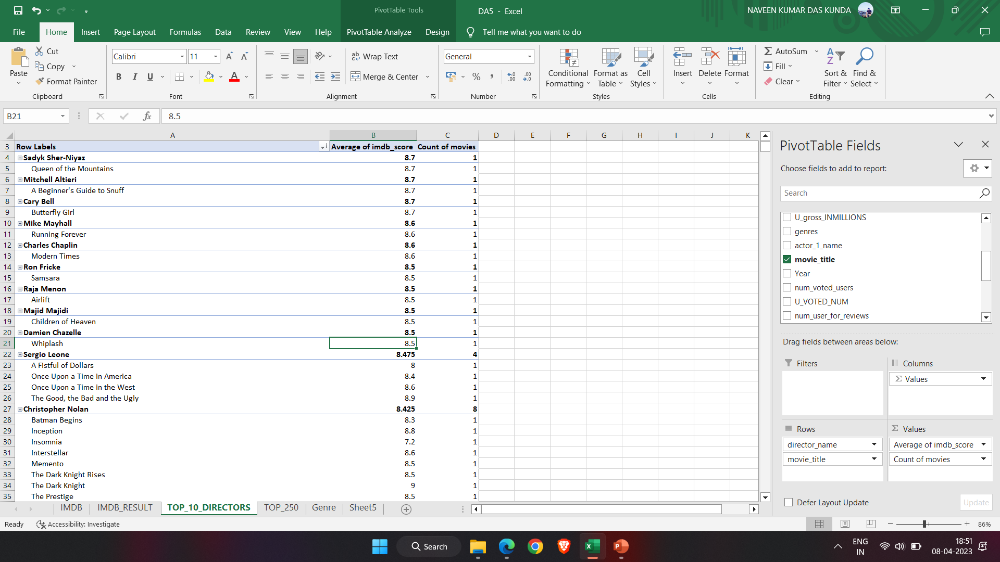 PivotTable Tools
DA5 - Excel
NAVEEN KUMAR DAS KUNDA
File Home Insert Page Layout Formulas Data Review View Help PivotTable Analyze Design Tell me what you want to do
Paste
Cut
Copy
Format Painter
Clipboard
Calibri 11
B I U
Font
ab Wrap Text
Merge & Center
Alignment
General
% ,
Number
Conditional Formatting
Format as Table
Cell Styles
Styles
Insert Delete Format
Cells
AutoSum
Fill
Clear
Sort & Filter
Find & Select
Editing
B21 fx 8.5
A B C D E F G H I J K
3 Row Labels Average of imdb_score Count of movies
4 Sadyk Sher-Niyaz 8.7 1
5 Queen of the Mountains 8.7 1
6 Mitchell Altieri 8.7 1
7 A Beginner's Guide to Snuff 8.7 1
8 Cary Bell 8.7 1
9 Butterfly Girl 8.7 1
10 Mike Mayhall 8.6 1
11 Running Forever 8.6 1
12 Charles Chaplin 8.6 1
13 Modern Times 8.6 1
14 Ron Fricke 8.5 1
15 Samsara 8.5 1
16 Raja Menon 8.5 1
17 Airlift 8.5 1
18 Majid Majidi 8.5 1
19 Children of Heaven 8.5 1
20 Damien Chazelle 8.5 1
21 Whiplash 8.5 1
22 Sergio Leone 8.475 4
23 A Fistful of Dollars 8 1
24 Once Upon a Time in America 8.4 1
25 Once Upon a Time in the West 8.6 1
26 The Good, the Bad and the Ugly 8.9 1
27 Christopher Nolan 8.425 8
28 Batman Begins 8.3 1
29 Inception 8.8 1
30 Insomnia 7.2 1
31 Interstellar 8.6 1
32 Memento 8.5 1
33 The Dark Knight Rises 8.5 1
34 The Dark Knight 9 1
35 The Prestige 8.5 1
PivotTable Fields
Choose fields to add to report:
Search
U_gross_INMILLIONS
genres
actor_1_name
movie_title
Year
num_voted_users
U_VOTED_NUM
num_user_for_reviews
Drag fields between areas below:
Filters
Columns
Σ Values
Rows
director_name
movie_title
Σ Values
Average of imdb_score
Count of movies
Defer Layout Update
Update
IMDB IMDB_RESULT TOP_10_DIRECTORS TOP_250 Genre Sheet5
Ready Accessibility: Investigate
86%
Search
ENG
IN
18:51
08-04-2023